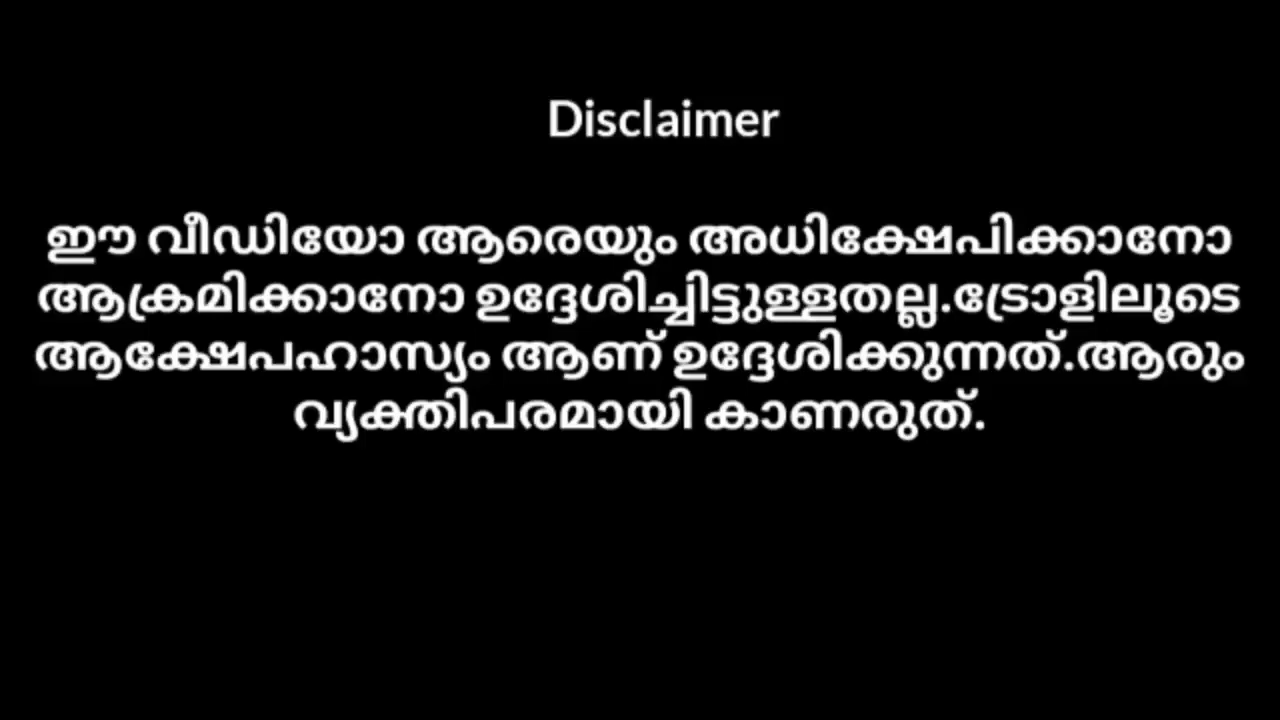 Disclaimer
ഈ വീഡിയോ ആരെയും അധിക്ഷേപിക്കാനോ
ആക്രമിക്കാനോ ഉദ്ദേശിച്ചിട്ടുള്ളതല്ല.ട്രോളിലൂടെ
ആക്ഷേപഹാസ്യം ആണ് ഉദ്ദേശിക്കുന്നത്.ആരും
വ്യക്തിപരമായി കാണരുത്.